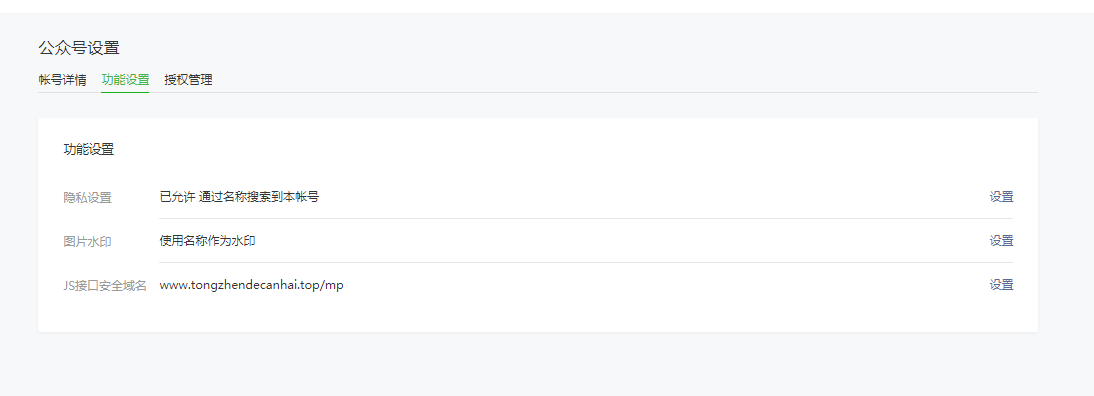 公众号设置
帐号详情 功能设置 授权管理
功能设置
隐私设置 已允许 通过名称搜索到本帐号 设置
图片水印 使用名称作为水印 设置
JS接口安全域名 www.tongzhendecanhai.top/mp 设置